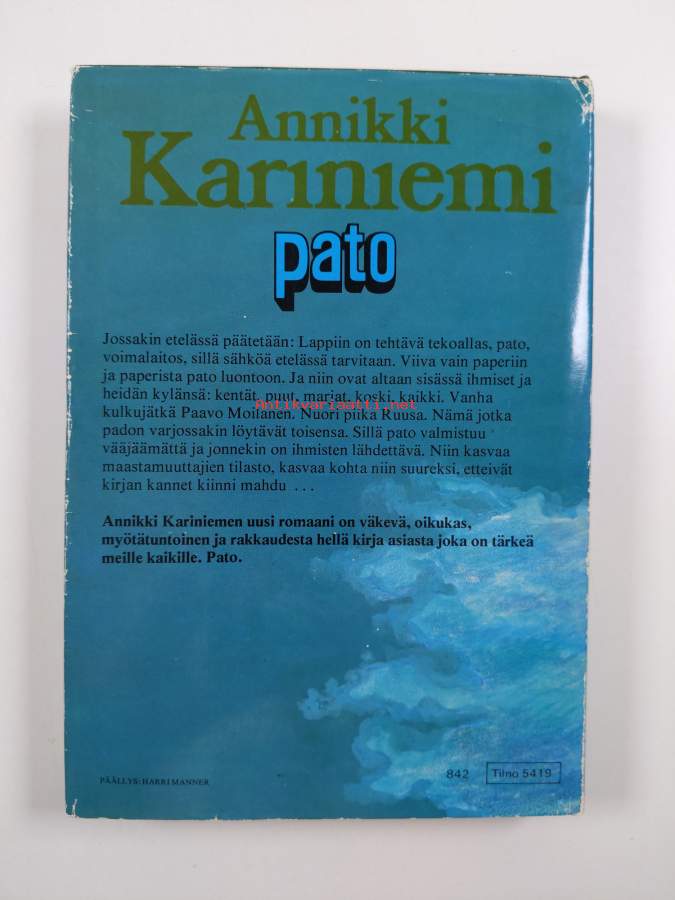 Annikki
Kariniemi
pato
Jossakin etelässä päätetään: Lappiin on tehtävä tekoallas, pato,
voimalaitos, sillä sähköä etelässä tarvitaan. Viiva vain paperiin
ja paperista pato luontoon. Ja niin ovat altaan sisässä ihmiset ja
heidän kylänsä: kentät, puut, marjat, koski, kaikki. Vanha
Antikvariaatti.net
kulkujätkä Paavo Moilanen. Nuori piika Ruusa. Nämä jotka
padon varjossakin löytävät toisensa. Sillä pato valmistuu
vääjäämättä ja jonnekin on ihmisten lähdettävä. Niin kasvaa
maastamuuttajien tilasto, kasvaa kohta niin suureksi, etteivät
kirjan kannet kiinni mahdu ...
Annikki Kariniemen uusi romaani on väkevä, oikukas,
myötätuntoinen ja rakkaudesta hellä kirja asiasta joka on tärkeä
meille kaikille. Pato.
PÄÄLLYS: HARRI MANNER
842 Tilno 5419